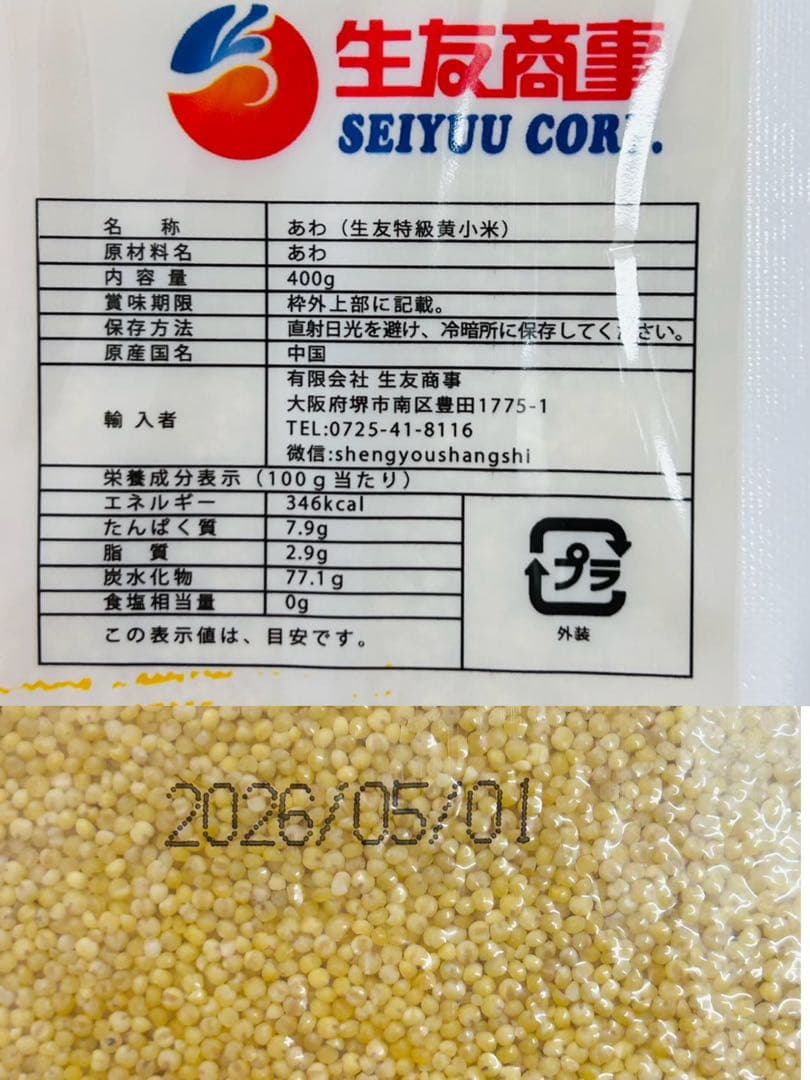 生友商事
SEIYUU CORP.
名 称 あわ（生友特級黄小米）
原材料名 あわ
内容量 400g
賞味期限 枠外上部に記載。
保存方法 直射日光を避け、冷暗所に保存してください。
原産国名 中国
輸入者 有限会社 生友商事
大阪府堺市南区豊田1775-1
TEL:0725-41-8116
微信:shengyoushangshi
栄養成分表示（100g当たり）
エネルギー 346kcal
たんぱく質 7.9g
脂 質 2.9g
炭水化物 77.1g
食塩相当量 0g
この表示値は、目安です。
プラ
外装
2026/05/01